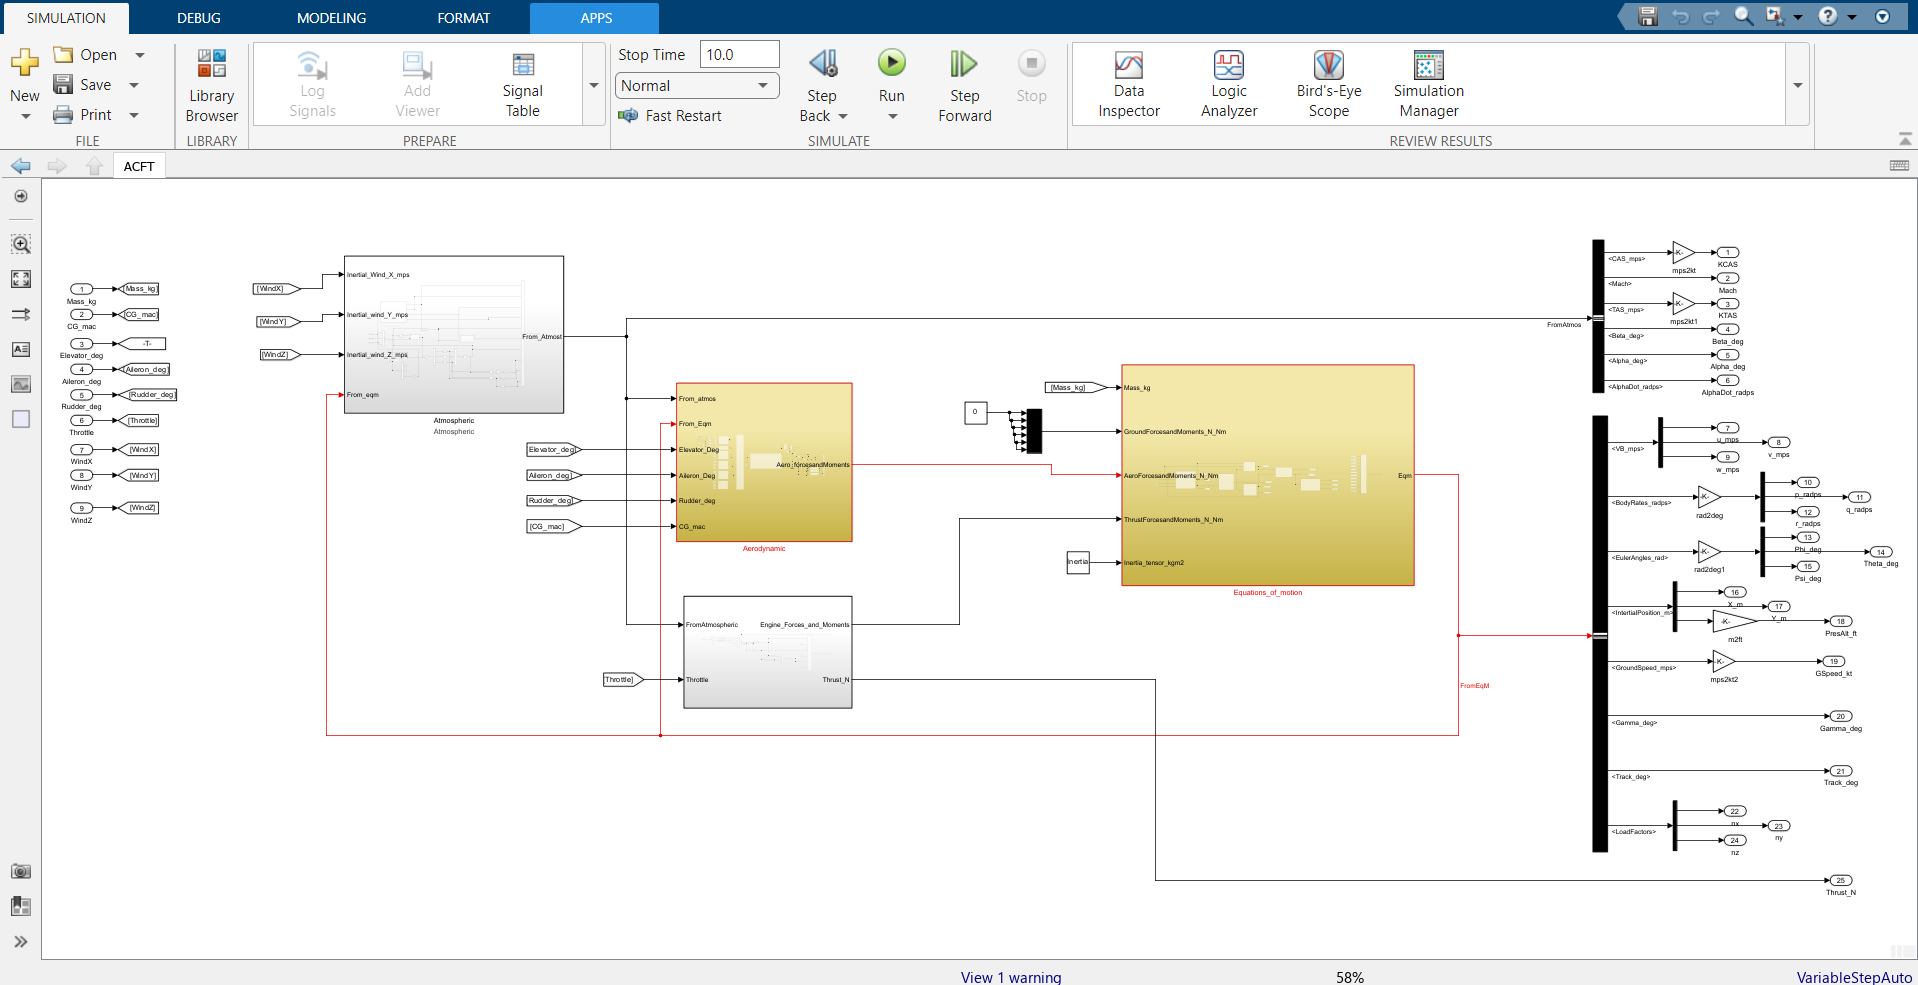 SIMULATION DEBUG MODELING FORMAT APPS
New Open Save Print
FILE
Library Browser
LIBRARY
Log Signals
Add Viewer
Signal Table
PREPARE
Stop Time 10.0
Normal
Fast Restart
Step Back
Run
Step Forward
Stop
SIMULATE
Data Inspector
Logic Analyzer
Bird's-Eye Scope
Simulation Manager
REVIEW RESULTS
ACFT
1 [Mass_kg]
Mass_kg
2 [CG_mac]
CG_mac
3 -T-
Elevator_deg
4 [Aileron_deg]
Aileron_deg
5 [Rudder_deg]
Rudder_deg
6 [Throttle]
Throttle
7 [WindX]
WindX
8 [WindY]
WindY
9 [WindZ]
WindZ
[WindX]
[WindY]
[WindZ]
Inertial_Wind_X_mps
Inertial_wind_Y_mps
Inertial_wind_Z_mps
From_eqm
From_Atmost
Atmospheric
Atmospheric
Elevator_deg]
Aileron_deg]
Rudder_deg
[CG_mac]
From_atmos
From_Eqm
Elevator_Deg
Aileron_Deg
Rudder_deg
CG_mac
Aero_forcesandMoments
Aerodynamic
[Throttle]
FromAtmospheric
Throttle
Engine_Forces_and_Moments
Thrust_N
[Mass_kg]
0
Inertia
Mass_kg
GroundForcesandMoments_N_Nm
AeroForcesandMoments_N_Nm
ThrustForcesandMoments_N_Nm
Inertia_tensor_kgm2
Eqm
Equations_of_motion
FromEqM
FromAtmos
<CAS_mps> -K- 1
mps2kt KCAS
<Mach> 2
Mach
<TAS_mps> -K- 3
mps2kt1 KTAS
<Beta_deg> 4
Beta_deg
<Alpha_deg> 5
Alpha_deg
<AlphaDot_radps> 6
AlphaDot_radps
<VB_mps> 7
u_mps
8
v_mps
9
w_mps
<BodyRates_radps> -K- 10
rad2deg p_radps
11
q_radps
12
r_radps
<EulerAngles_rad> -K- 13
rad2deg1 Phi_deg
14
Theta_deg
15
Psi_deg
<IntertialPosition_m> 16
X_m
17
Y_m
-K- 18
m2ft PresAlt_ft
<GroundSpeed_mps> -K- 19
mps2kt2 GSpeed_kt
<Gamma_deg> 20
Gamma_deg
<Track_deg> 21
Track_deg
<LoadFactors> 22
nx
23
ny
24
nz
25
Thrust_N
View 1 warning 58% VariableStepAuto